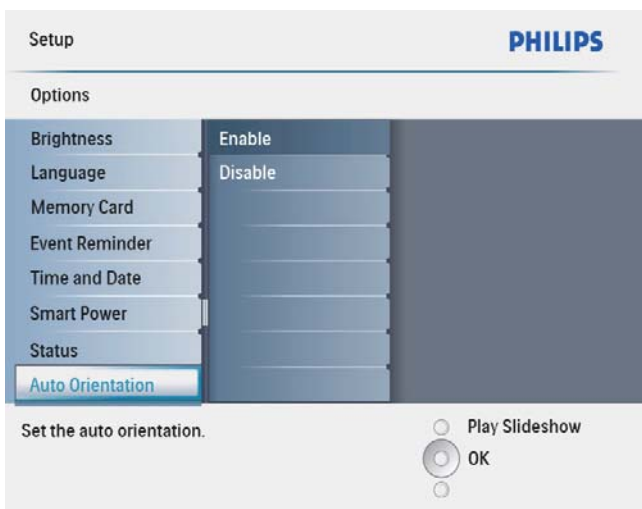 Setup
PHILIPS
Options
Brightness
Enable
Language
Disable
Memory Card
Event Reminder
Time and Date
Smart Power
Status
Auto Orientation
Set the auto orientation.
Play Slideshow
OK